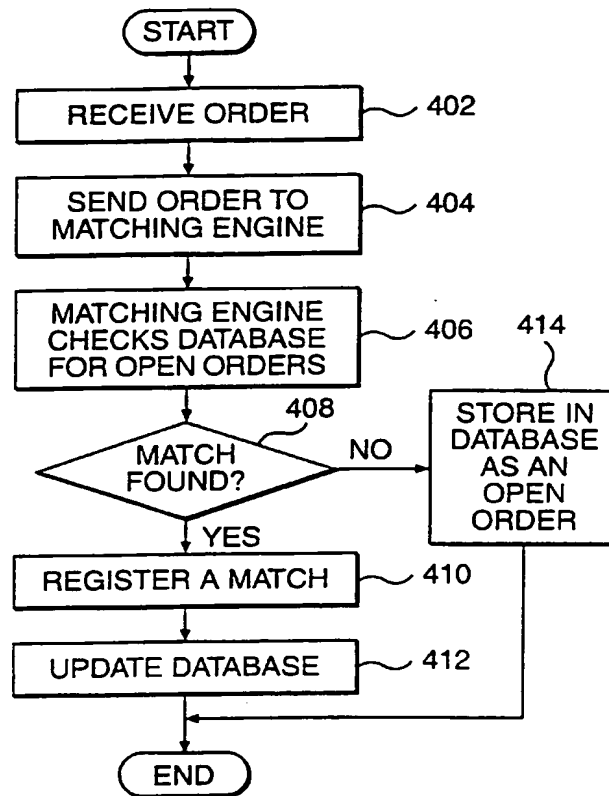 START
RECEIVE ORDER
402
SEND ORDER TO
MATCHING ENGINE
404
MATCHING ENGINE
CHECKS DATABASE
FOR OPEN ORDERS
406
408
MATCH
FOUND?
NO
414
STORE IN
DATABASE
AS AN
OPEN
ORDER
YES
REGISTER A MATCH
410
UPDATE DATABASE
412
END